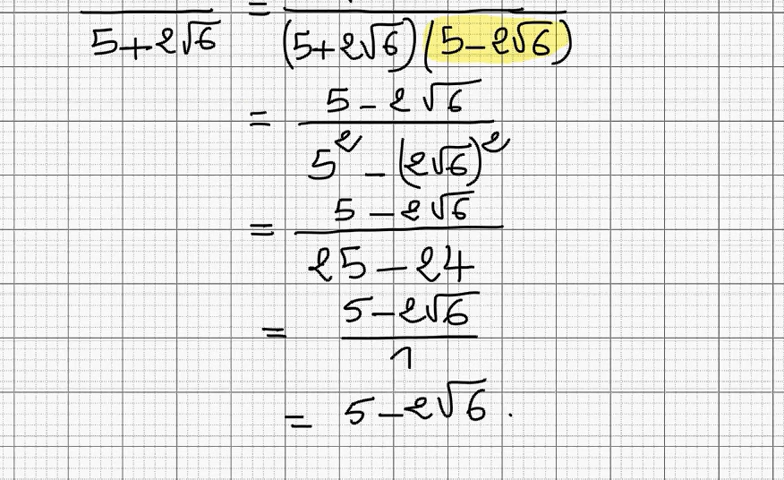 5+2√6 = (5+2√6)(5-2√6)
= 5-2√6 / 5² - (2√6)²
= 5-2√6 / 25-24
= 5-2√6 / 1
= 5-2√6.